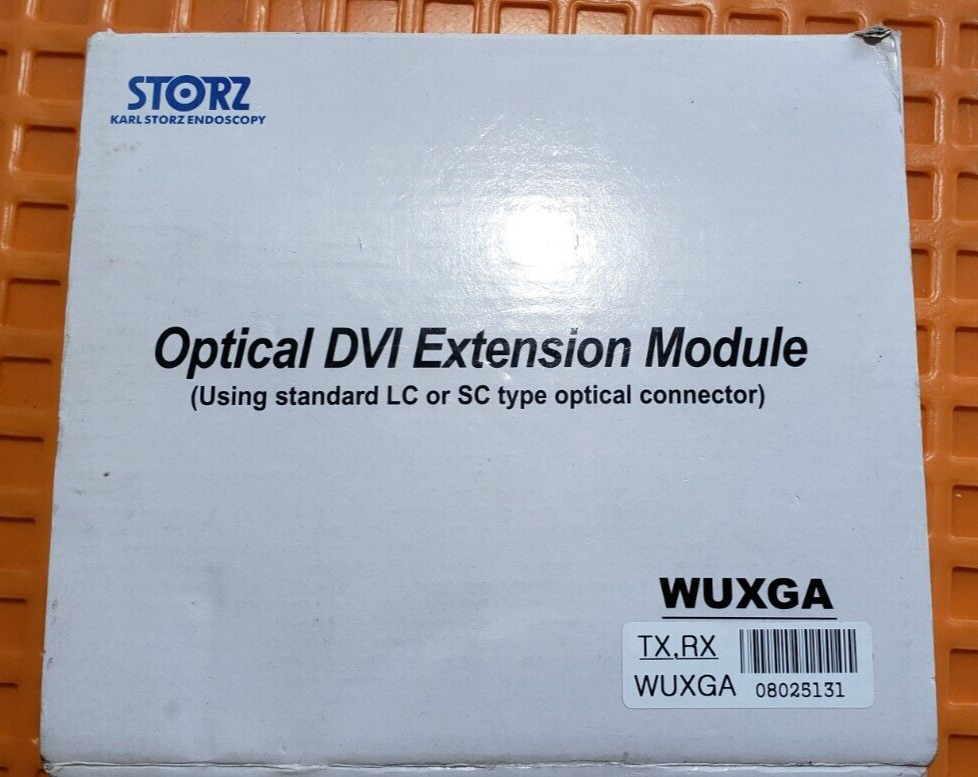 STORZ
KARL STORZ ENDOSCOPY
Optical DVI Extension Module
(Using standard LC or SC type optical connector)
WUXGA
TX,RX
WUXGA 08025131